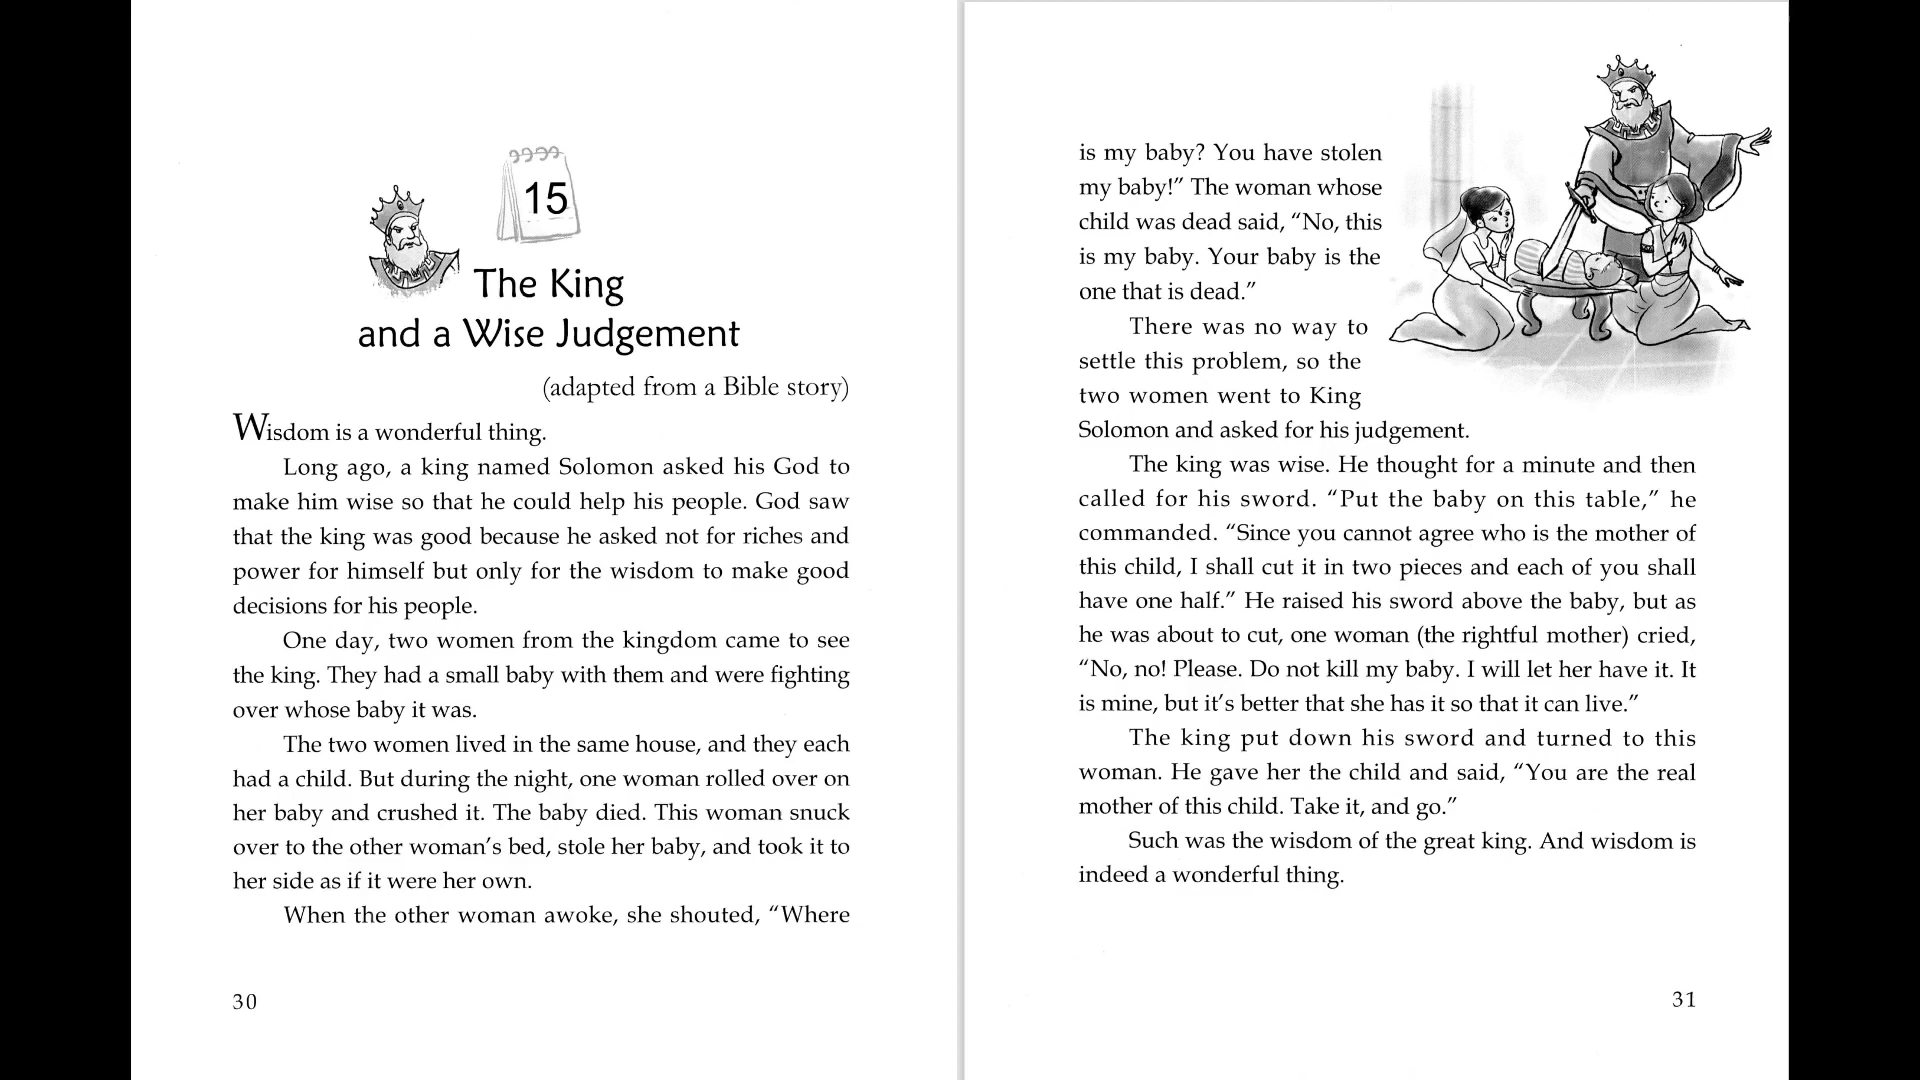 15
The King
and a Wise Judgement
(adapted from a Bible story)
Wisdom is a wonderful thing.
Long ago, a king named Solomon asked his God to
make him wise so that he could help his people. God saw
that the king was good because he asked not for riches and
power for himself but only for the wisdom to make good
decisions for his people.
One day, two women from the kingdom came to see
the king. They had a small baby with them and were fighting
over whose baby it was.
The two women lived in the same house, and they each
had a child. But during the night, one woman rolled over on
her baby and crushed it. The baby died. This woman snuck
over to the other woman's bed, stole her baby, and took it to
her side as if it were her own.
When the other woman awoke, she shouted, “Where
30
is my baby? You have stolen
my baby!” The woman whose
child was dead said, “No, this
is my baby. Your baby is the
one that is dead.”
There was no way to
settle this problem, so the
two women went to King
Solomon and asked for his judgement.
The king was wise. He thought for a minute and then
called for his sword. “Put the baby on this table,” he
commanded. “Since you cannot agree who is the mother of
this child, I shall cut it in two pieces and each of you shall
have one half.” He raised his sword above the baby, but as
he was about to cut, one woman (the rightful mother) cried,
“No, no! Please. Do not kill my baby. I will let her have it. It
is mine, but it's better that she has it so that it can live.”
The king put down his sword and turned to this
woman. He gave her the child and said, “You are the real
mother of this child. Take it, and go.”
Such was the wisdom of the great king. And wisdom is
indeed a wonderful thing.
31